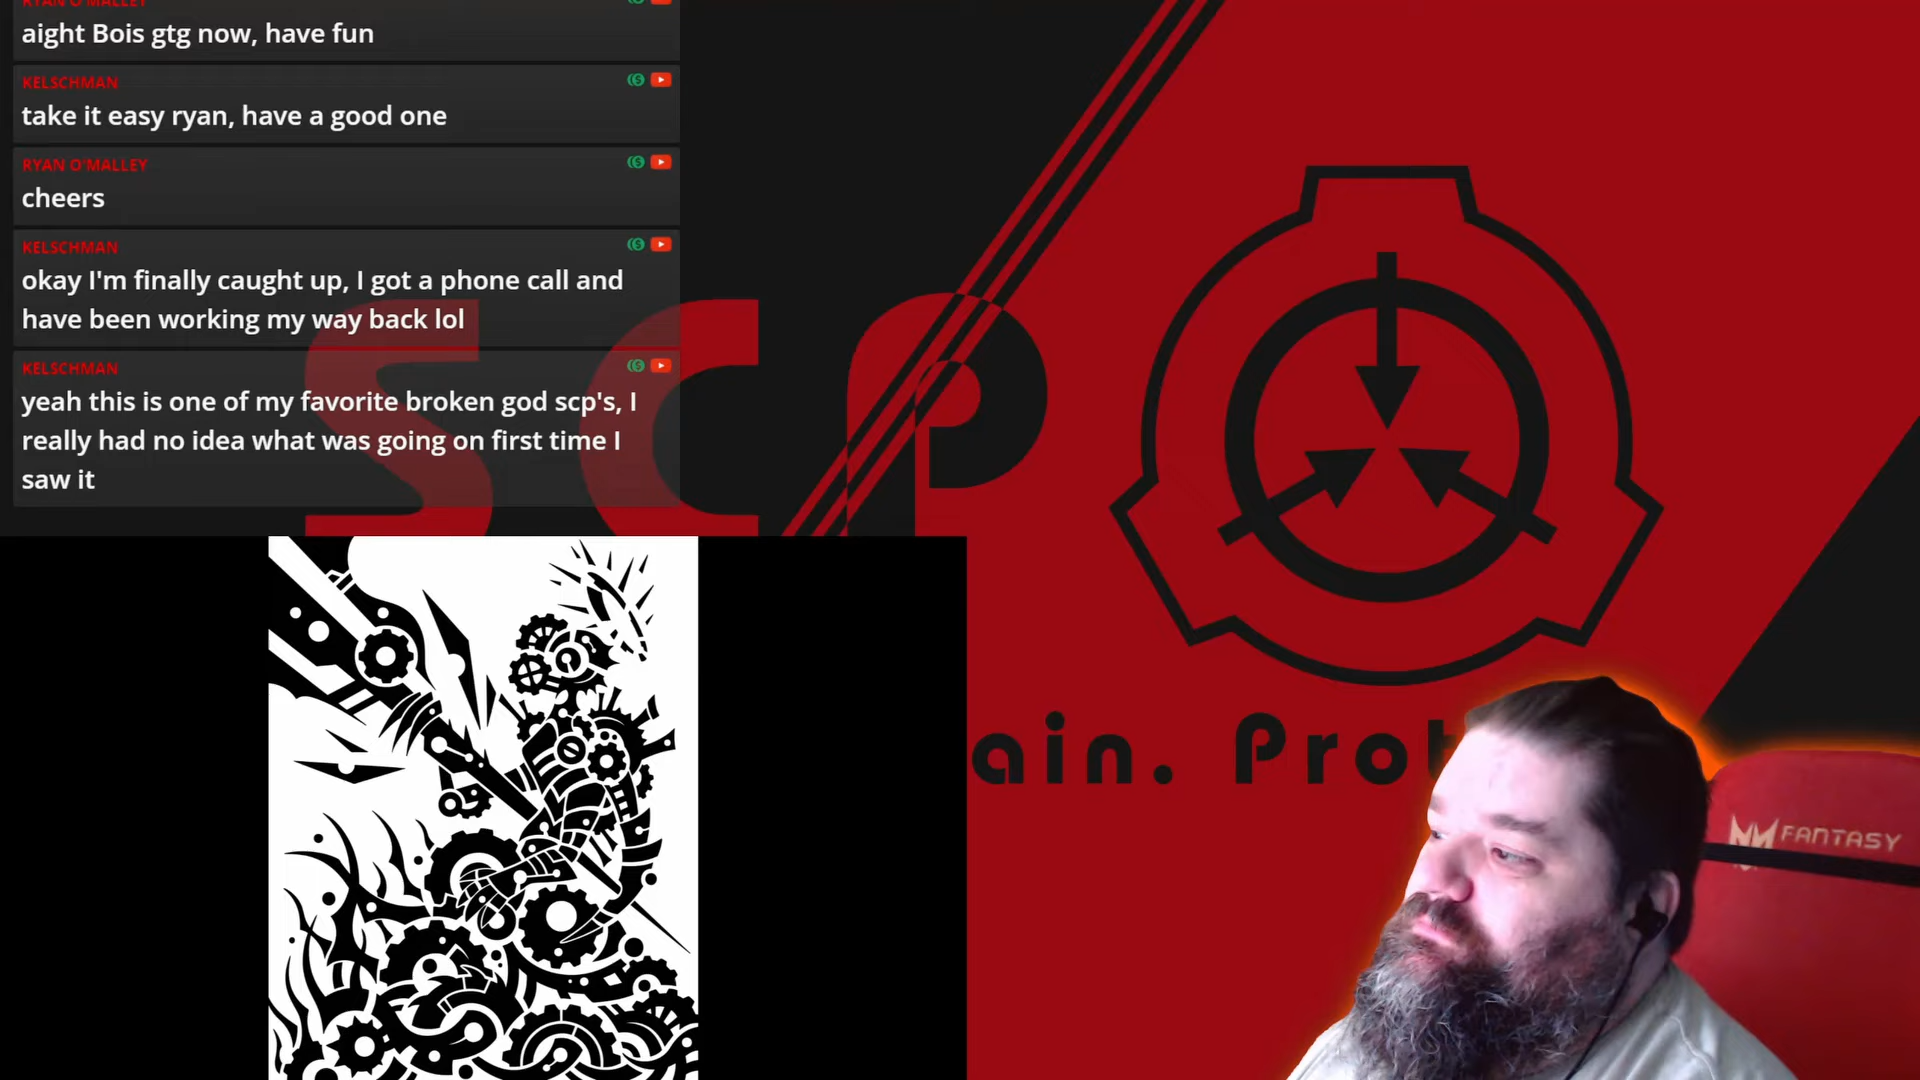 RYAN O'MALLEY
aight Bois gtg now, have fun
KELSCHMAN
take it easy ryan, have a good one
RYAN O'MALLEY
cheers
KELSCHMAN
okay I'm finally caught up, I got a phone call and
have been working my way back lol
KELSCHMAN
yeah this is one of my favorite broken god scp's, I
really had no idea what was going on first time I
saw it
SCP
ain. Prot
FANTASY